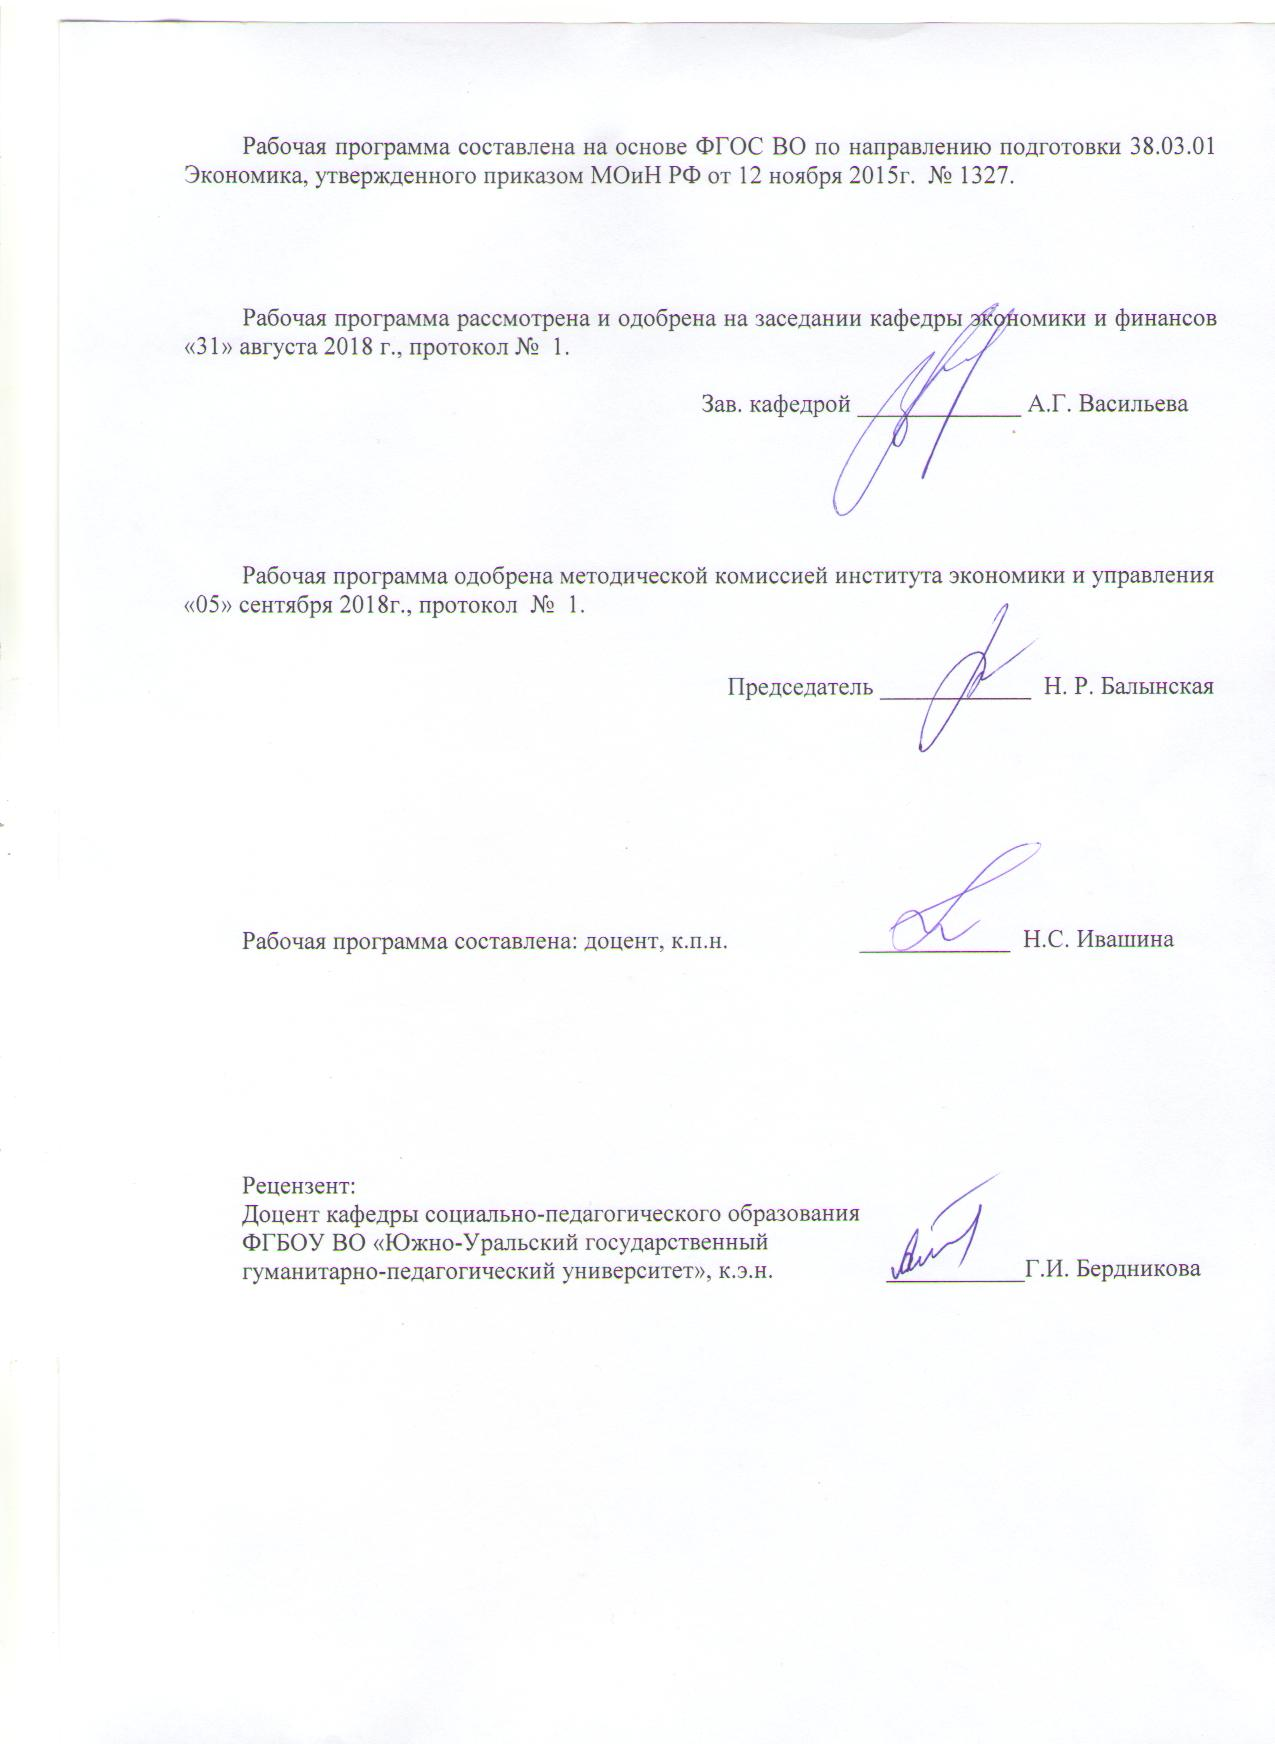 Рабочая программа составлена на основе ФГОС ВО по направлению подготовки 38.03.01
Экономика, утвержденного приказом МОиН РФ от 12 ноября 2015г. № 1327.
Рабочая программа рассмотрена и одобрена на заседании кафедры экономики и финансов
«31» августа 2018 г., протокол № 1.
Зав. кафедрой _____________ А.Г. Васильева
Рабочая программа одобрена методической комиссией института экономики и управления
«05» сентября 2018г., протокол № 1.
Председатель ____________ Н. Р. Балынская
Рабочая программа составлена: доцент, к.п.н. ____________ Н.С. Ивашина
Рецензент:
Доцент кафедры социально-педагогического образования
ФГБОУ ВО «Южно-Уральский государственный
гуманитарно-педагогический университет», к.э.н. ___________Г.И. Бердникова